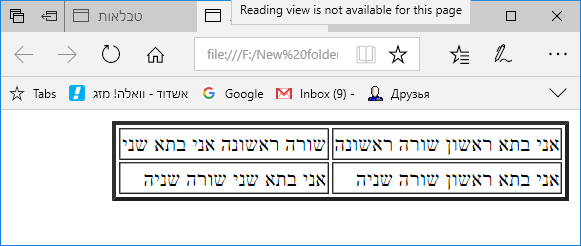 Reading view is not available for this page
טבלאות
file:///F:/New%20folder
Tabs
אשדוד - וואלה! מזג
Google
Inbox (9) -
Друзья
אני בתא ראשון שורה ראשונה
שורה ראשונה אני בתא שני
אני בתא ראשון שורה שניה
אני בתא שני שורה שניה